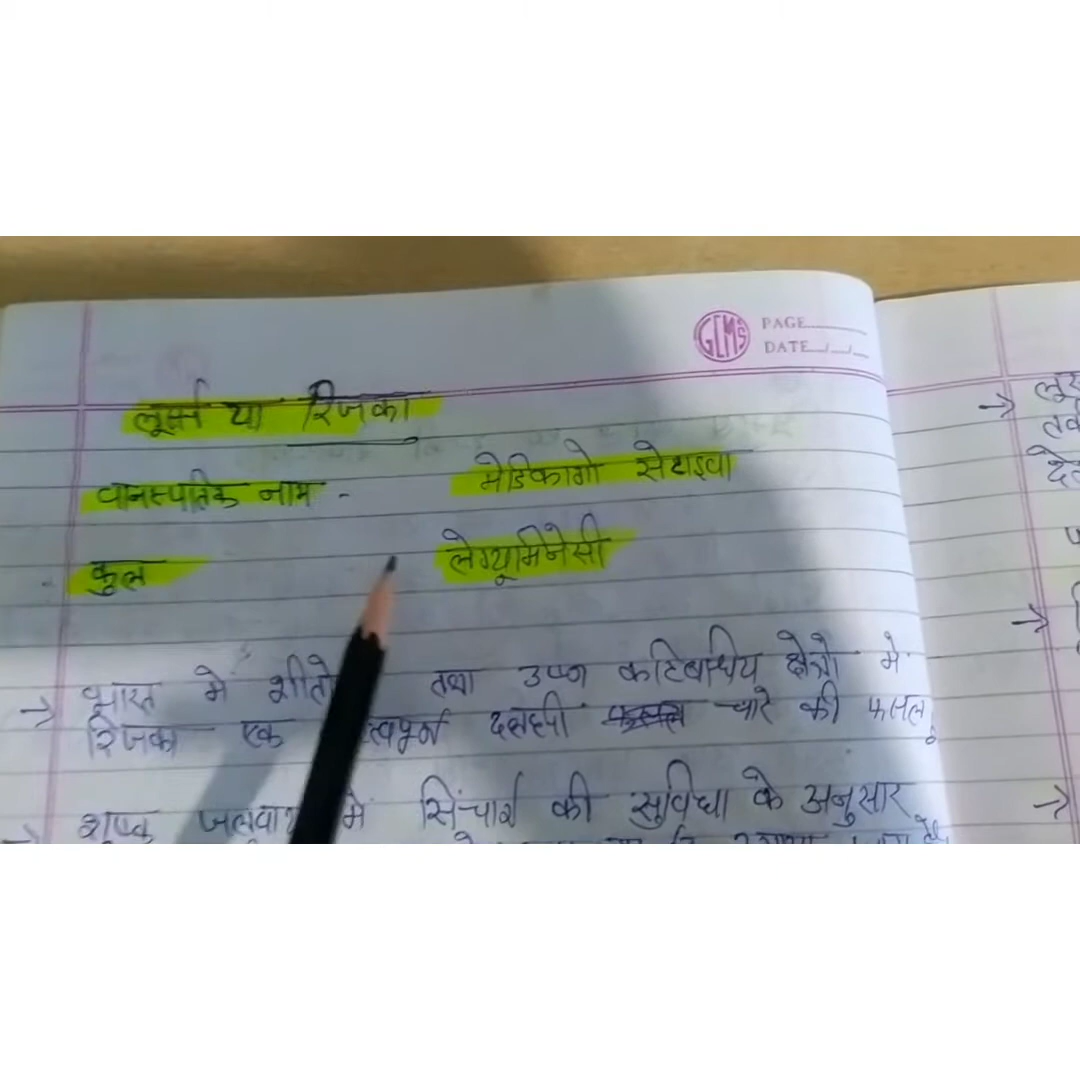 GEMS
PAGE
DATE
लूसर्न या रिजका
वानस्पतिक नाम - मेडिकागो सेटाइवा
कुल लेग्यूमिनेसी
→ भारत में शीतो तथा उष्ण कटिबन्धिय क्षेत्रो में
रिजका एक त्वपूर्ण दलहनी चारे की फसल
→ शुष्क जलवायु में सिंचाई की सुविधा के अनुसार